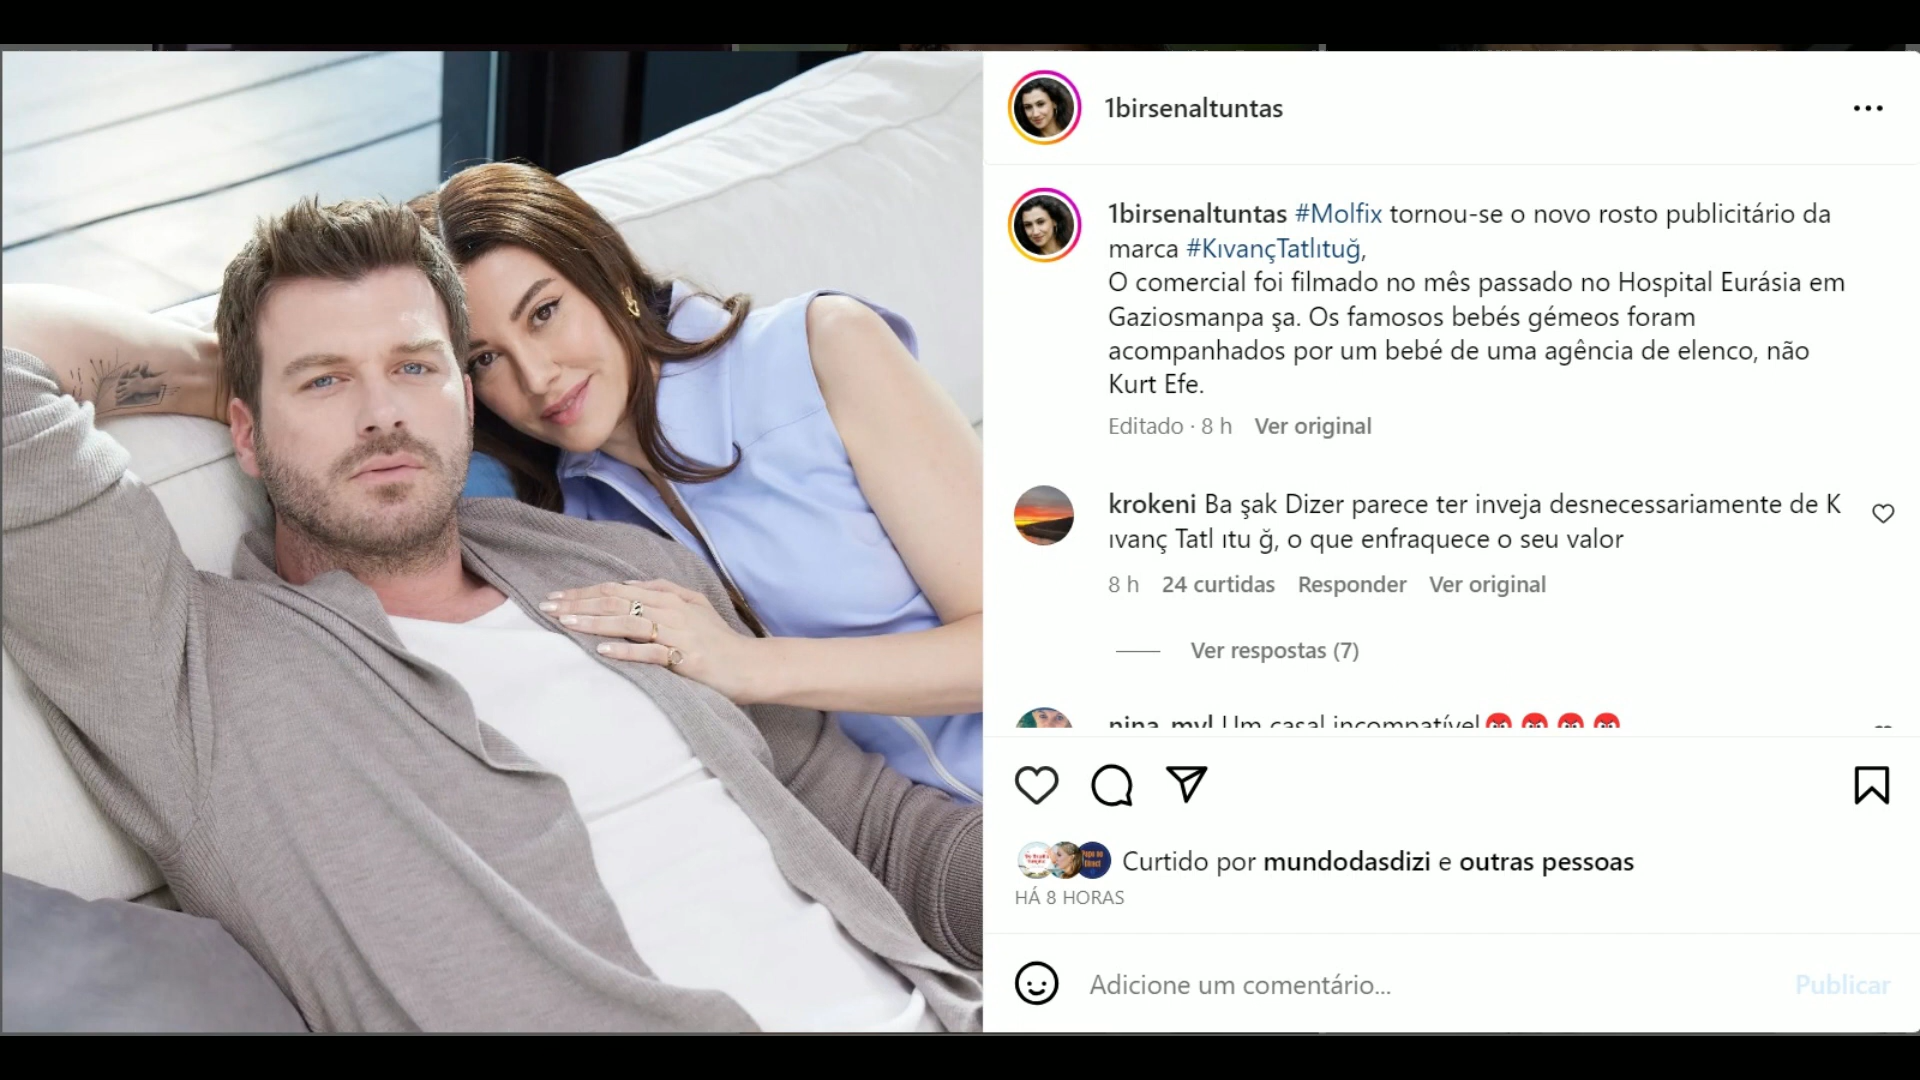 1birsenaltuntas
1birsenaltuntas #Molfix tornou-se o novo rosto publicitário da
marca #KıvançTatlıtuğ,
O comercial foi filmado no mês passado no Hospital Eurásia em
Gaziosmanpa şa. Os famosos bebés gémeos foram
acompanhados por um bebé de uma agência de elenco, não
Kurt Efe.
Editado · 8 h Ver original
krokeni Ba şak Dizer parece ter inveja desnecessariamente de K
ıvanç Tatl ıtu ğ, o que enfraquece o seu valor
8 h 24 curtidas Responder Ver original
Ver respostas (7)
nina_myl Um casal incompatível
Curtido por mundodasdizi e outras pessoas
HÁ 8 HORAS
Adicione um comentário...
Publicar